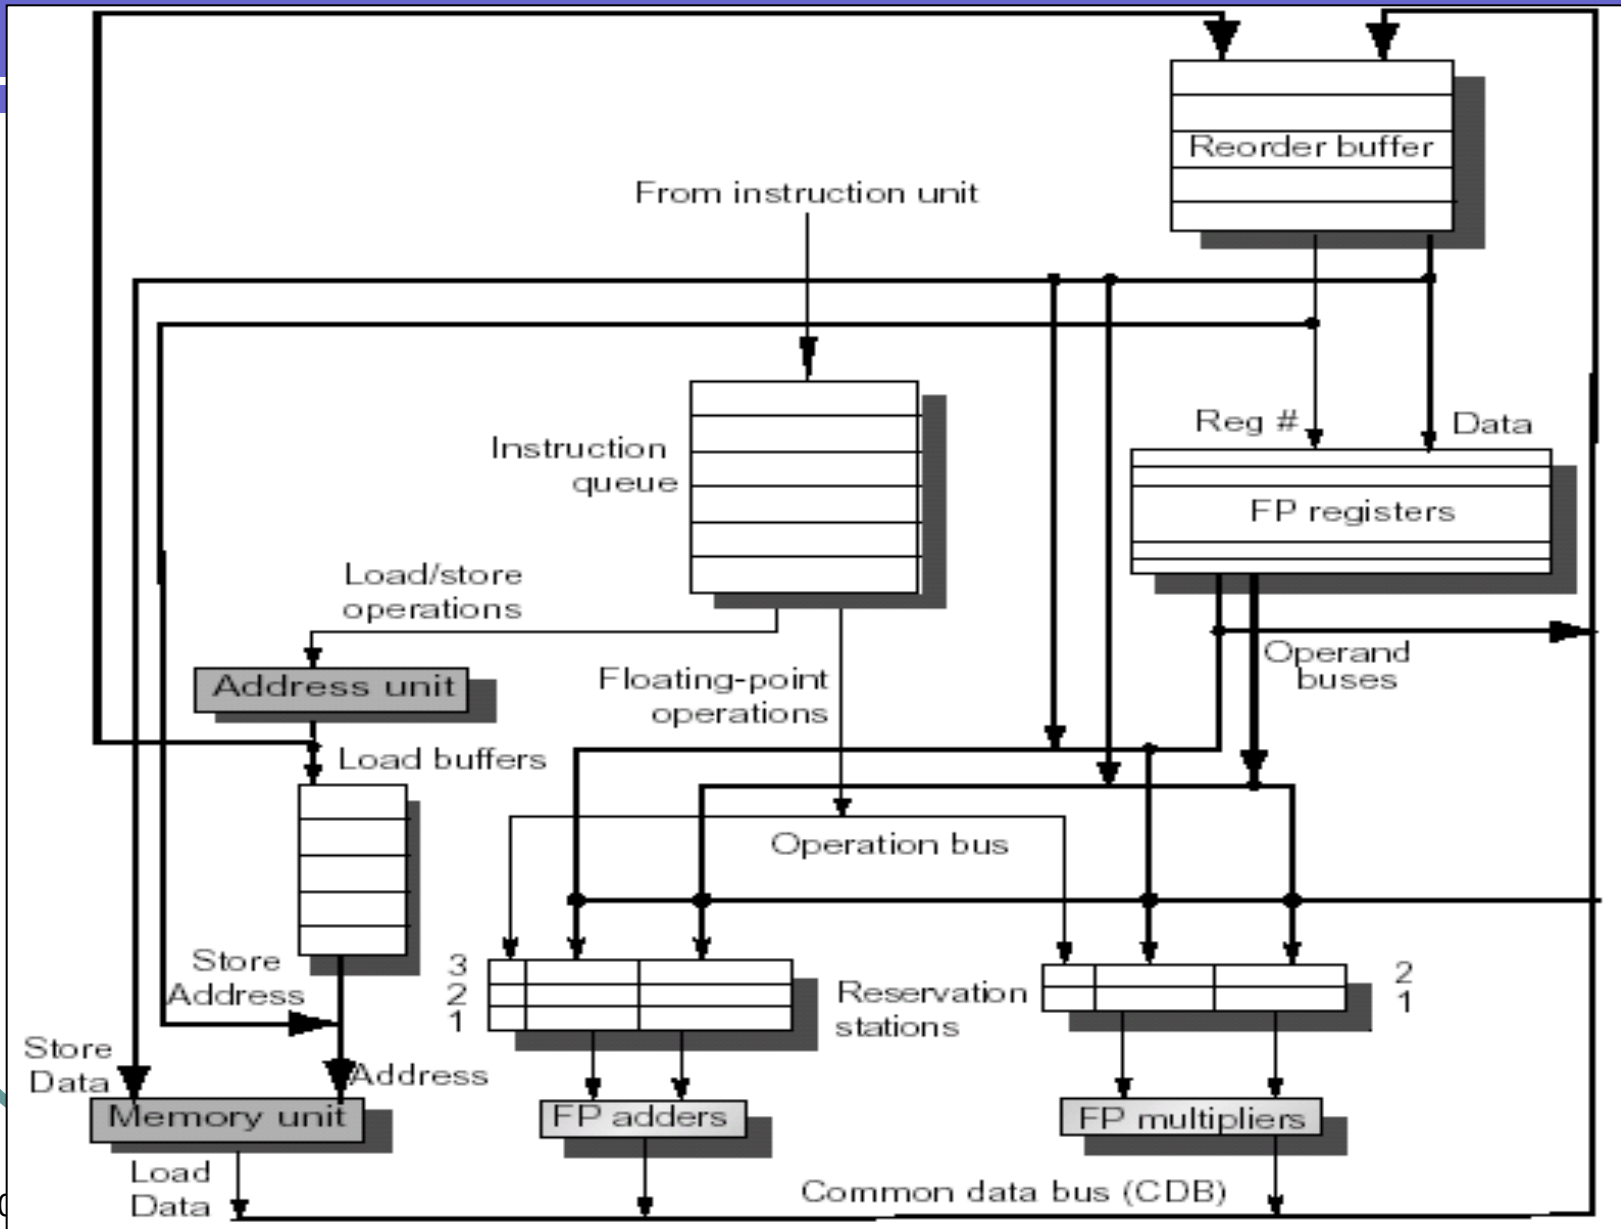 Reorder buffer
From instruction unit
Reg #
Data
Instruction
queue
FP registers
Load/store
operations
Operand
buses
Address unit
Floating-point
operations
Load buffers
Operation bus
Store
Address
3
2
1
Reservation
stations
2
1
Store
Data
Address
Memory unit
FP adders
FP multipliers
Load
Data
Common data bus (CDB)